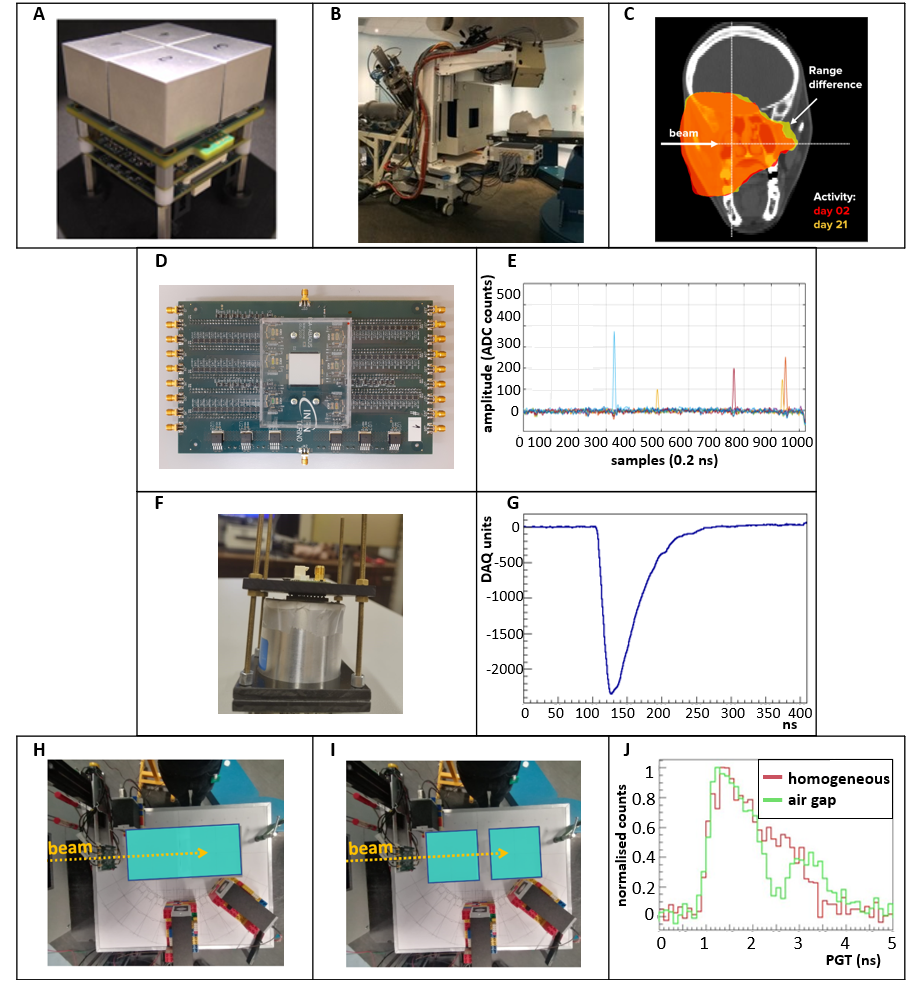 A
B
C
Range
difference
beam
Activity:
day 02
day 21
D
INFN
TORINO
E
amplitude (ADC counts)
500
400
300
200
100
0
0 100 300 400 500 600 700 800 900 1000
samples (0.2 ns)
F
G
DAQ units
0
-500
-1000
-1500
-2000
0 50 100 150 200 250 300 350 400
ns
H
beam
I
beam
J
normalised counts
1
0.8
0.6
0.4
0.2
0
homogeneous
air gap
0 1 2 3 4 5
PGT (ns)